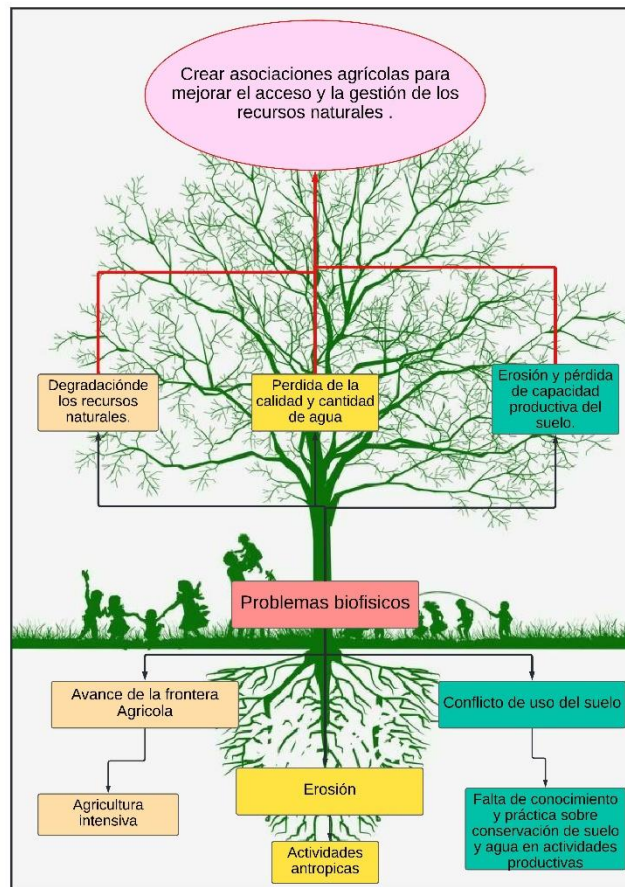 Crear asociaciones agrícolas para
mejorar el acceso y la gestión de los
recursos naturales .
Degradaciónde
los recursos
naturales.
Perdida de la
calidad y cantidad
de agua
Erosión y pérdida
de capacidad
productiva del
suelo.
Problemas biofisicos
Avance de la frontera
Agricola
Conflicto de uso del suelo
Agricultura
intensiva
Erosión
Falta de conocimiento
y práctica sobre
conservación de suelo
y agua en actividades
productivas
Actividades
antropicas